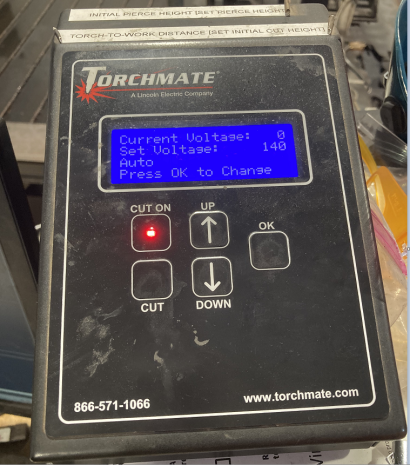 INITIAL PIERCE HEIGHT (SET PIERCE HEIGHT)
TORCH-TO-WORK DISTANCE (SET INITIAL CUT HEIGHT)
TORCHMATE
A Lincoln Electric Company
Current Voltage: 0
Set Voltage: 140
Auto
Press OK to Change
CUT ON
UP
OK
CUT
DOWN
866-571-1066
www.torchmate.com